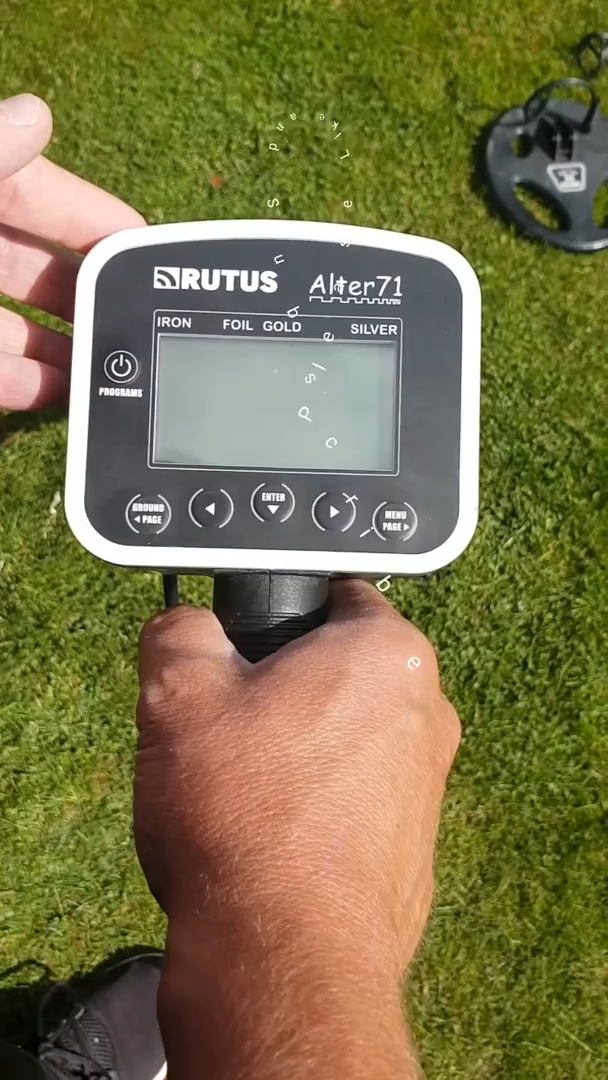 RUTUS Alter71
IRON FOIL GOLD SILVER
PROGRAMS
GROUND
PAGE
ENTER
MENU
PAGE